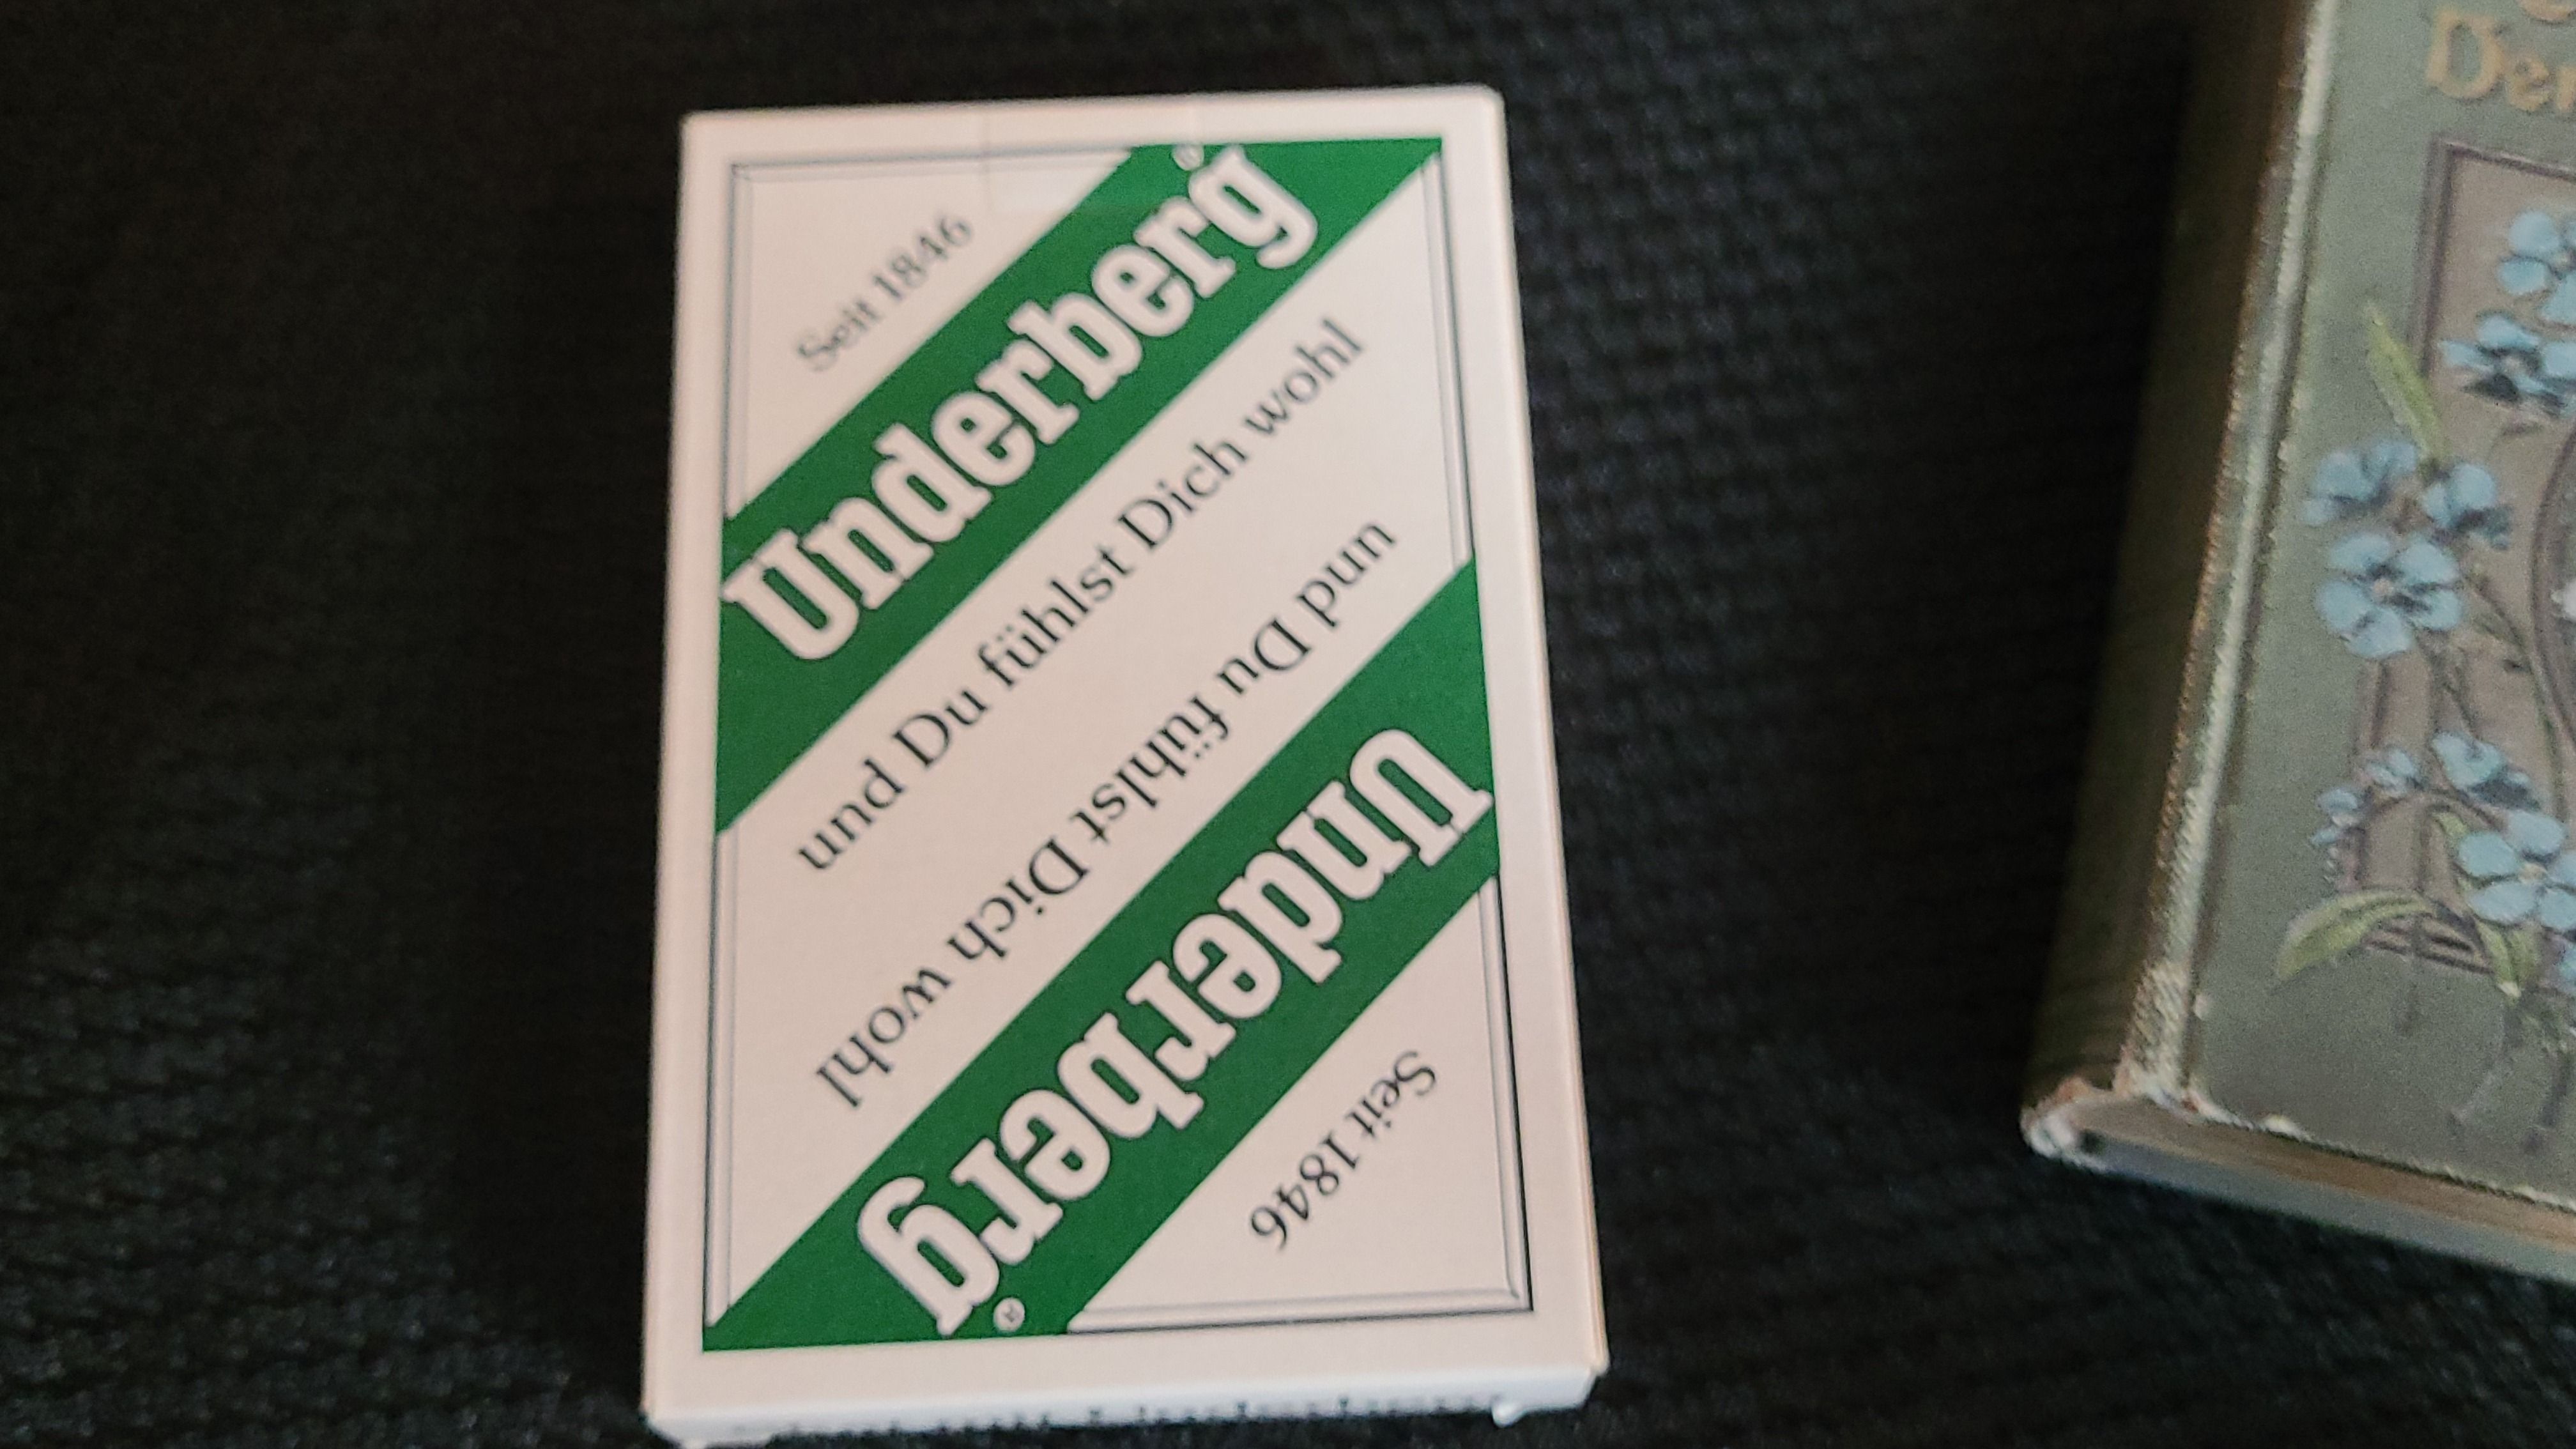 Seit 1846
Underberg
und Du fühlst Dich wohl
und Du fühlst Dich wohl
Underberg®
Seit 1846